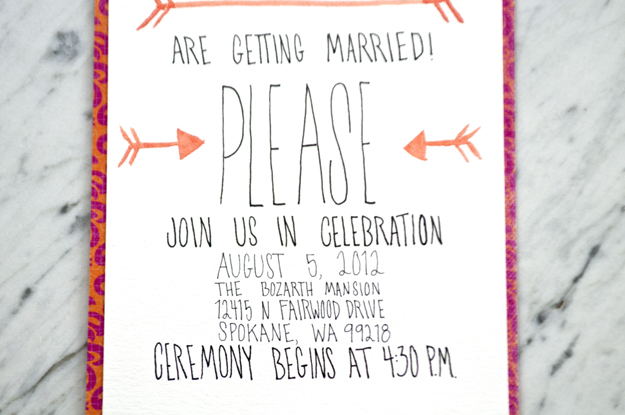 ARE GETTING MARRIED!
PLEASE
JOIN US IN CELEBRATION
AUGUST 5, 2012
THE BOZARTH MANSION
12415 N FAIRWOOD DRIVE
SPOKANE, WA 99218
CEREMONY BEGINS AT 4:30 P.M.